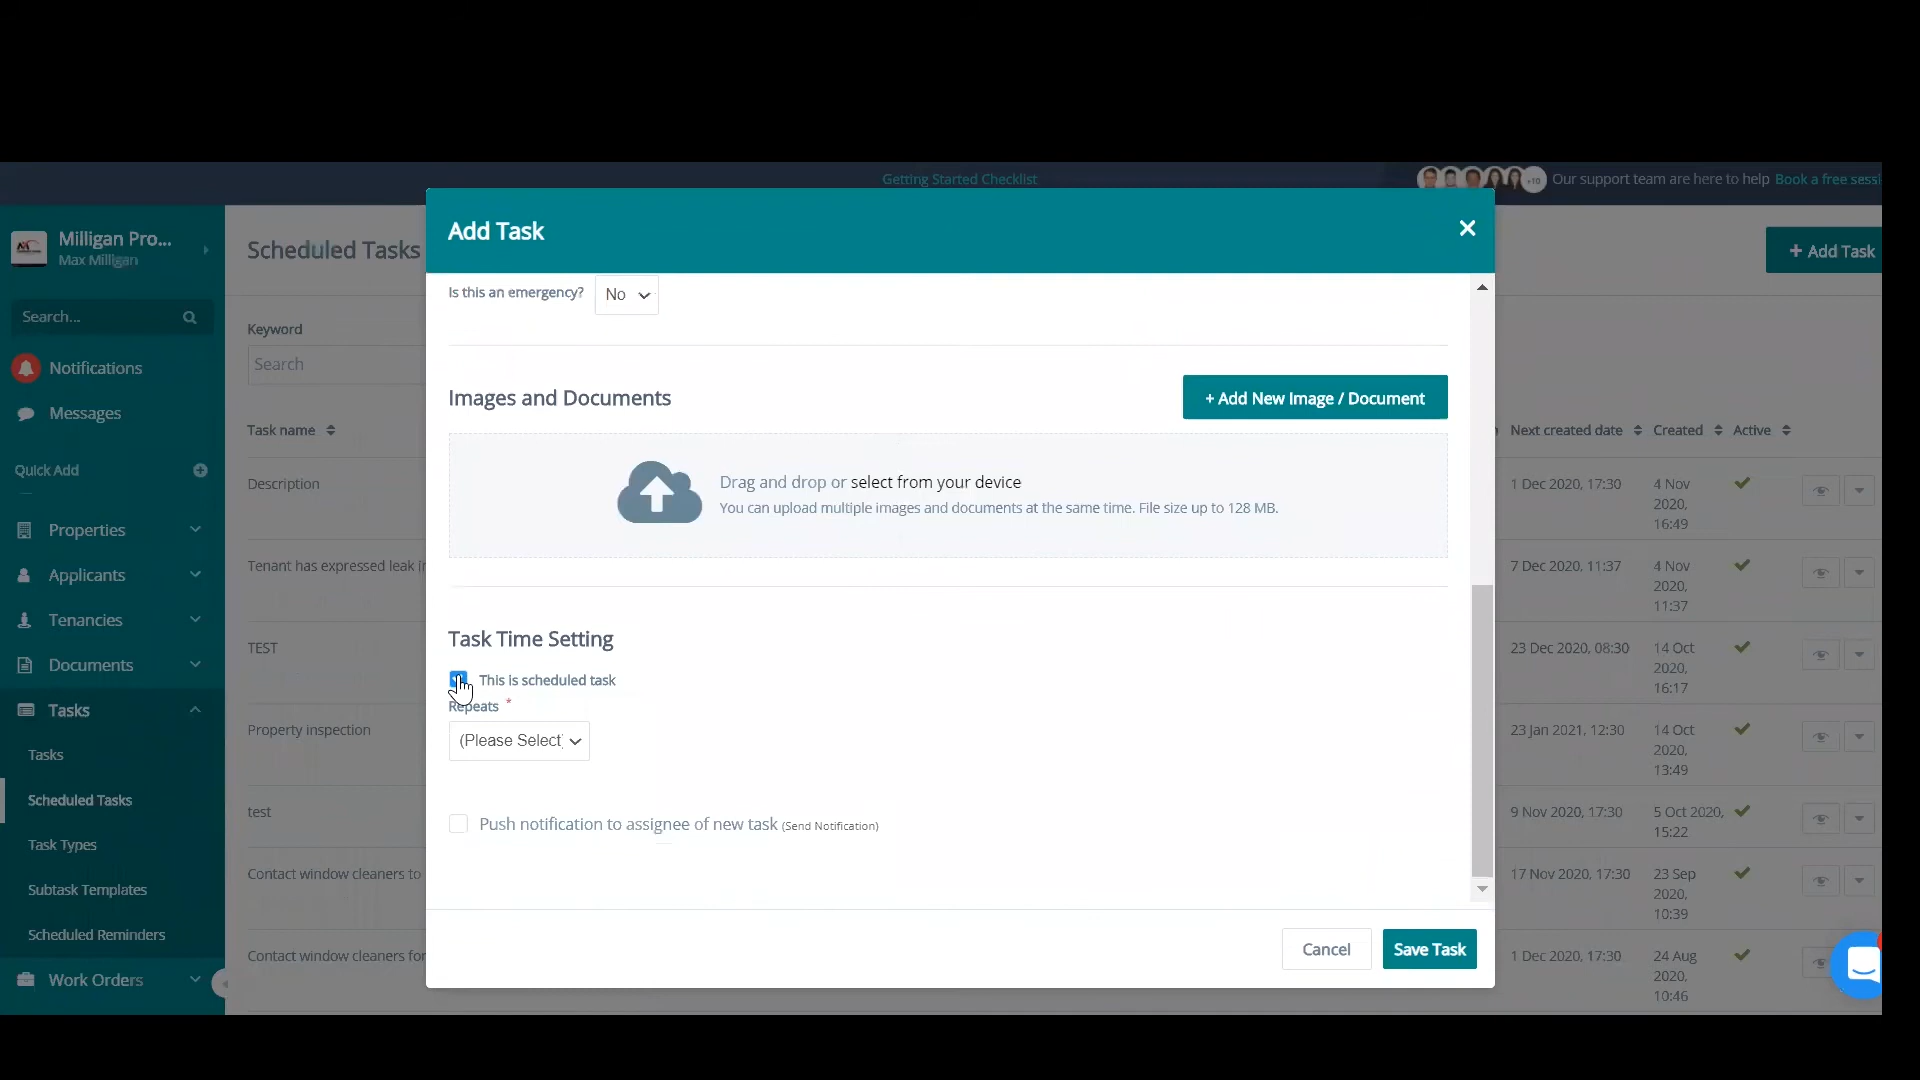 Getting Started Checklist
+10 Our support team are here to help Book a free sessi
Milligan Pro...
Max Milligan
Search...
Notifications
Messages
Quick Add
Properties
Applicants
Tenancies
Documents
Tasks
Tasks
Scheduled Tasks
Task Types
Subtask Templates
Scheduled Reminders
Work Orders
Scheduled Tasks
+ Add Task
Keyword
Search
Task name
Next created date
Created
Active
Description
1 Dec 2020, 17:30
4 Nov
2020,
16:49
Tenant has expressed leak i
7 Dec 2020, 11:37
4 Nov
2020,
11:37
TEST
23 Dec 2020, 08:30
14 Oct
2020,
16:17
Property inspection
23 Jan 2021, 12:30
14 Oct
2020,
13:49
test
9 Nov 2020, 17:30
5 Oct 2020,
15:22
Contact window cleaners to
17 Nov 2020, 17:30
23 Sep
2020,
10:39
Contact window cleaners for
1 Dec 2020, 17:30
24 Aug
2020,
10:46
Add Task
Is this an emergency?
No
Images and Documents
+ Add New Image / Document
Drag and drop or select from your device
You can upload multiple images and documents at the same time. File size up to 128 MB.
Task Time Setting
This is scheduled task
Repeats *
(Please Select
Push notification to assignee of new task (Send Notification)
Cancel
Save Task